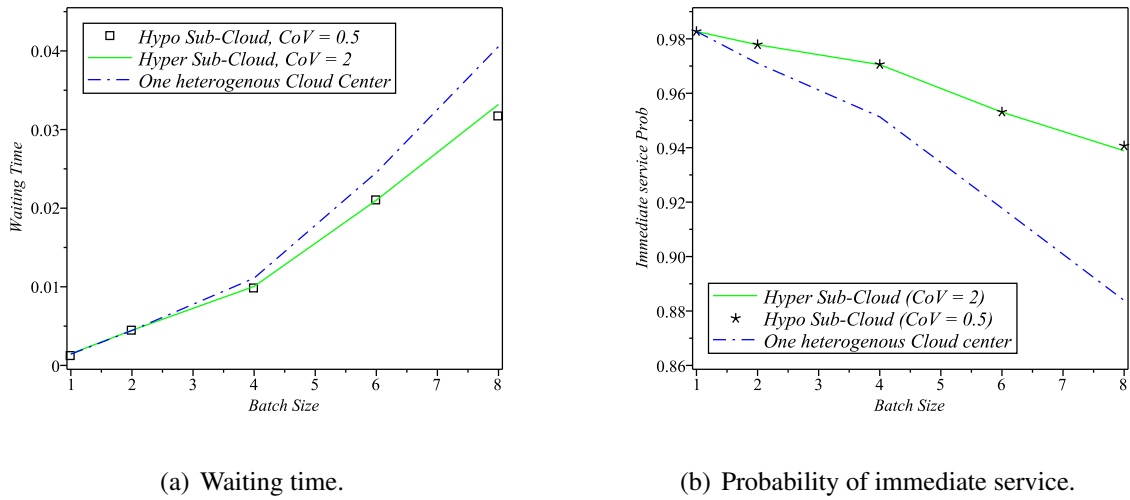 Hypo Sub-Cloud, CoV = 0.5
Hyper Sub-Cloud, CoV = 2
One heterogenous Cloud Center
Waiting Time
0.04
0.03
0.02
0.01
0
1 2 3 4 5 6 7 8
Batch Size
(a) Waiting time.
Immediate service Prob
0.98
0.96
0.94
0.92
0.90
0.88
0.86
Hyper Sub-Cloud (CoV = 2)
Hypo Sub-Cloud (CoV = 0.5)
One heterogenous Cloud center
1 2 3 4 5 6 7 8
Batch Size
(b) Probability of immediate service.